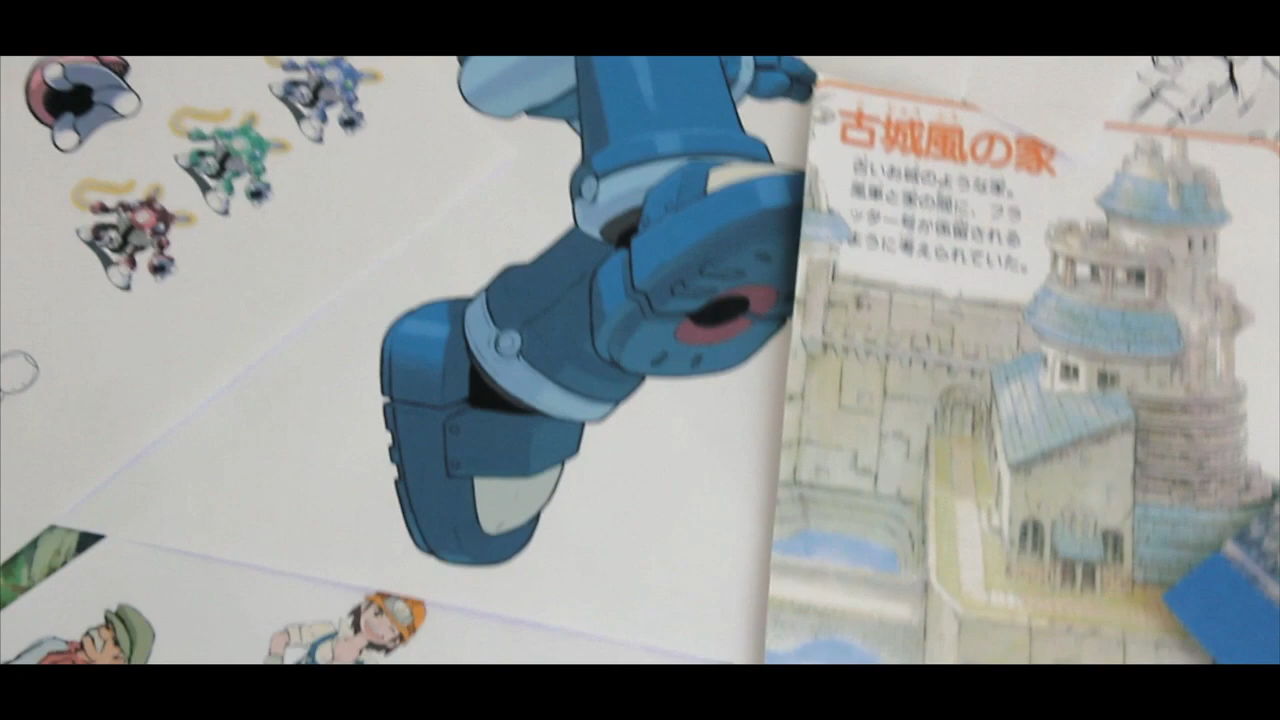 古城風の家
古いお城のような家。
風車と家の間に、フラ
ッター号が係留される
ように考えられていた。